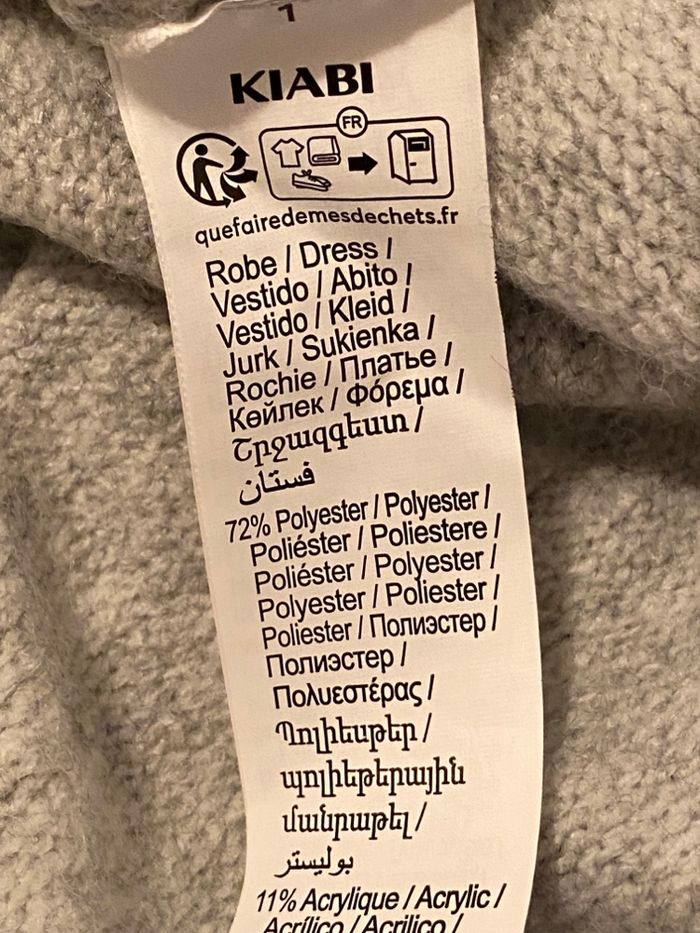 1
KIABI
FR
quefairedemesdechets.fr
Robe / Dress /
Vestido / Abito /
Vestido / Kleid /
Jurk / Sukienka /
Rochie / Платье /
Көйлек / Φόρεμα /
Շրջազգեստ /
فستان
72% Polyester / Polyester /
Poliéster / Poliestere /
Poliéster / Polyester /
Polyester / Poliester /
Poliester / Полиэстер /
Полиэстер /
Πολυεστέρας /
Պոլիեսթեր /
պոլիեթերային
մանրաթել /
بوليستر
11% Acrylique / Acrylic /
Acrílico / Acrilico /